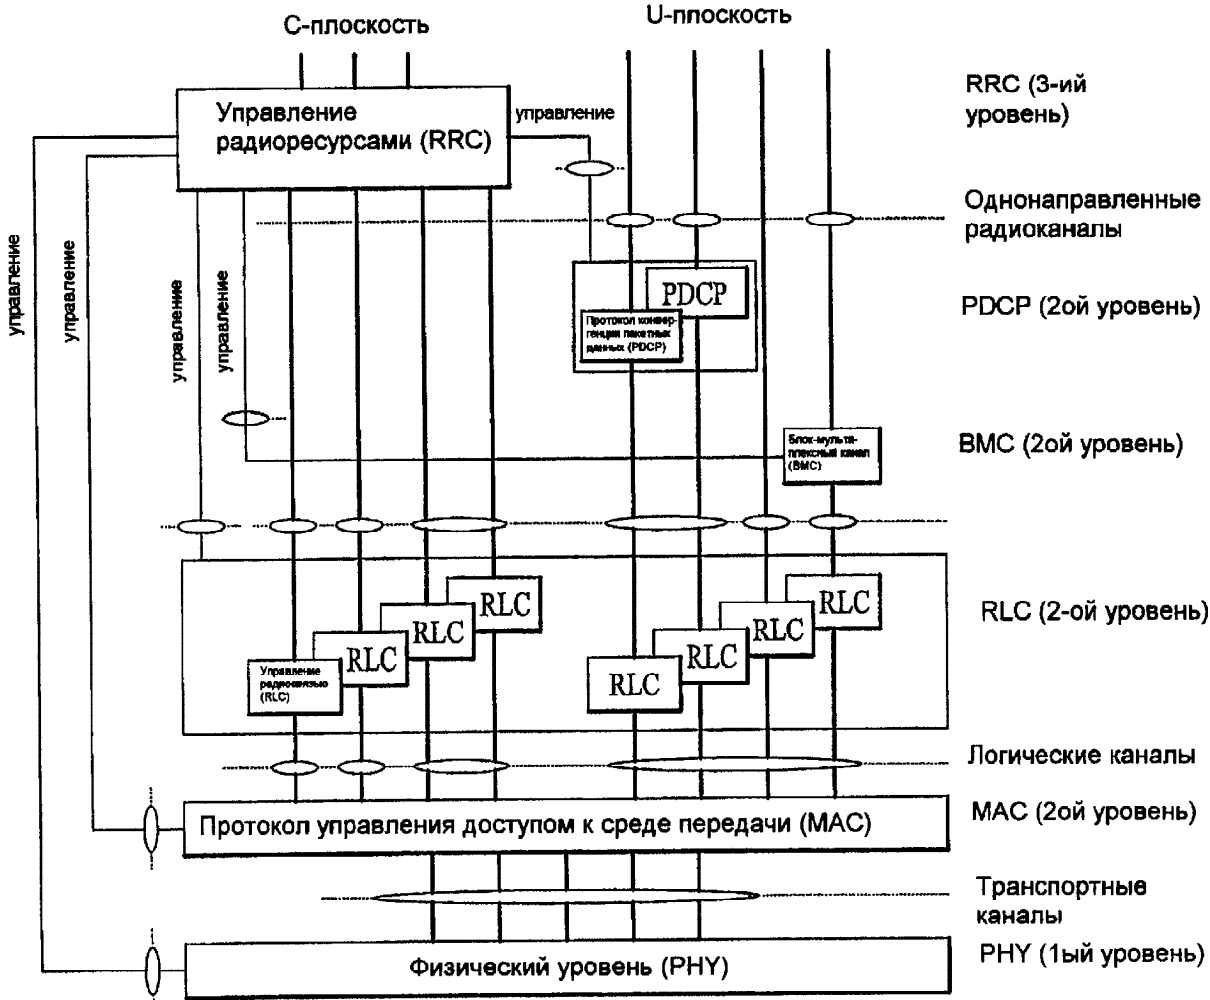 С-плоскость
U-плоскость
RRC (3-ий
уровень)
Управление
радиоресурсами (RRC)
управление
Однонаправленные
радиоканалы
управление
управление
управление
управление
PDCP
Протокол конвер-
генции пакетных
данных (PDCP)
PDCP (2ой уровень)
Блок-мульти-
плексный канал
(BMC)
BMC (2ой уровень)
RLC
RLC
RLC
Управление
радиосвязью
(RLC)
RLC
RLC
RLC
RLC
RLC (2-ой уровень)
Логические каналы
Протокол управления доступом к среде передачи (MAC)
MAC (2ой уровень)
Транспортные
каналы
Физический уровень (PHY)
PHY (1ый уровень)